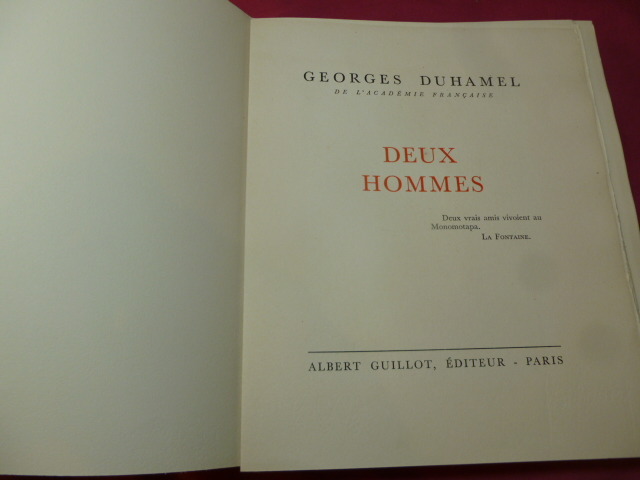 GEORGES DUHAMEL
DE L'ACADÉMIE FRANÇAISE
DEUX
HOMMES
Deux vrais amis vivoient au
Monomotapa.
LA FONTAINE.
ALBERT GUILLOT, ÉDITEUR - PARIS